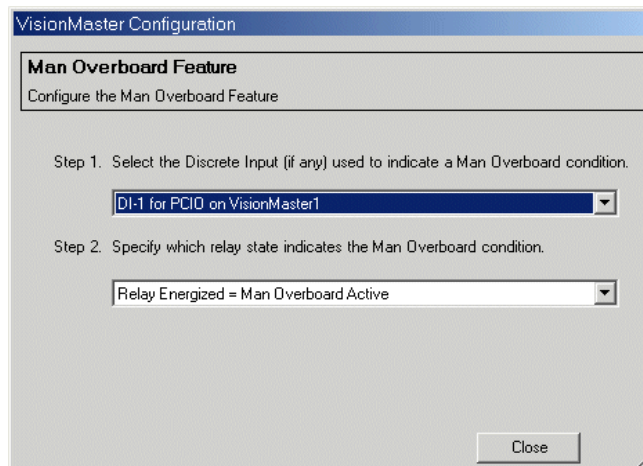 VisionMaster Configuration
Man Overboard Feature
Configure the Man Overboard Feature
Step 1. Select the Discrete Input (if any) used to indicate a Man Overboard condition.
DI-1 for PCIO on VisionMaster1
Step 2. Specify which relay state indicates the Man Overboard condition.
Relay Energized = Man Overboard Active
Close